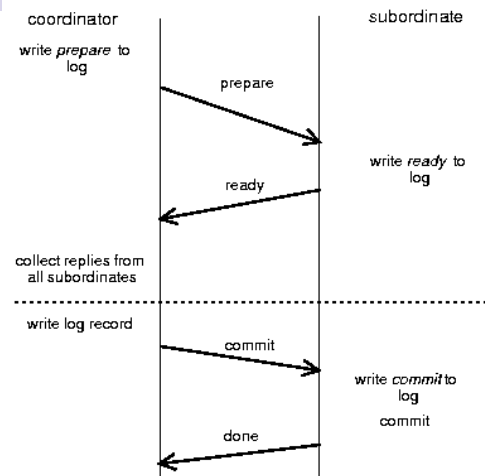 coordinator
subordinate
write prepare to
log
prepare
write ready to
log
ready
collect replies from
all subordinates
write log record
commit
write commit to
log
commit
done